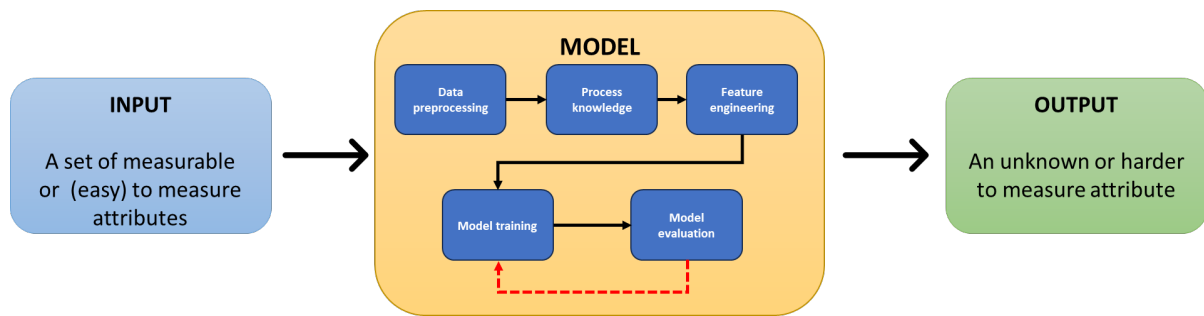 INPUT
A set of measurable
or  (easy) to measure
attributes
MODEL
Data
preprocessing
Process
knowledge
Feature
engineering
Model training
Model
evaluation
OUTPUT
An unknown or harder
to measure attribute